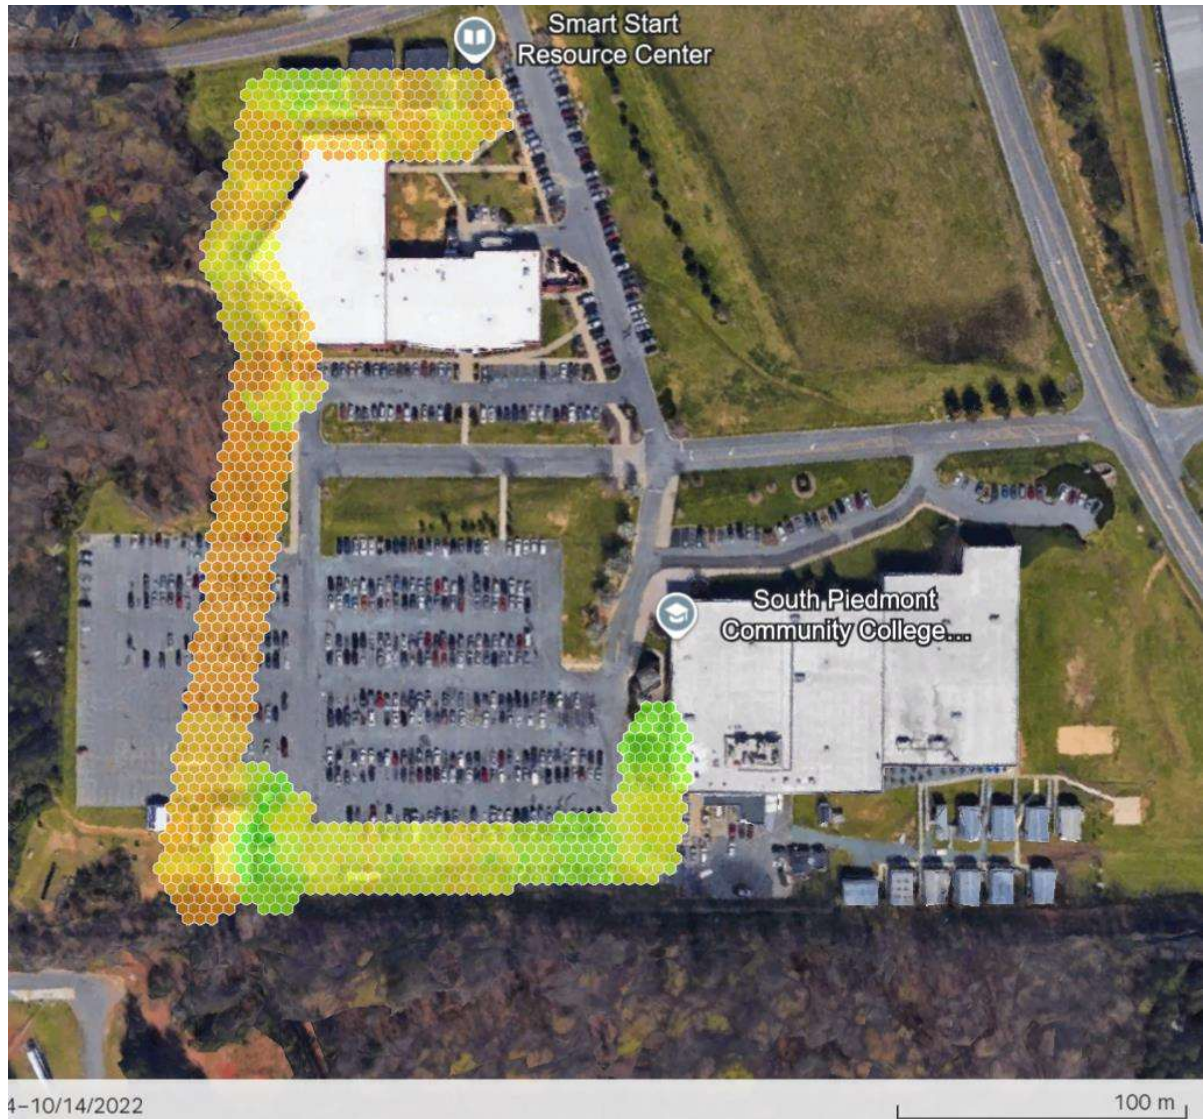 Smart Start
Resource Center
South Piedmont
Community College...
4–10/14/2022
100 m